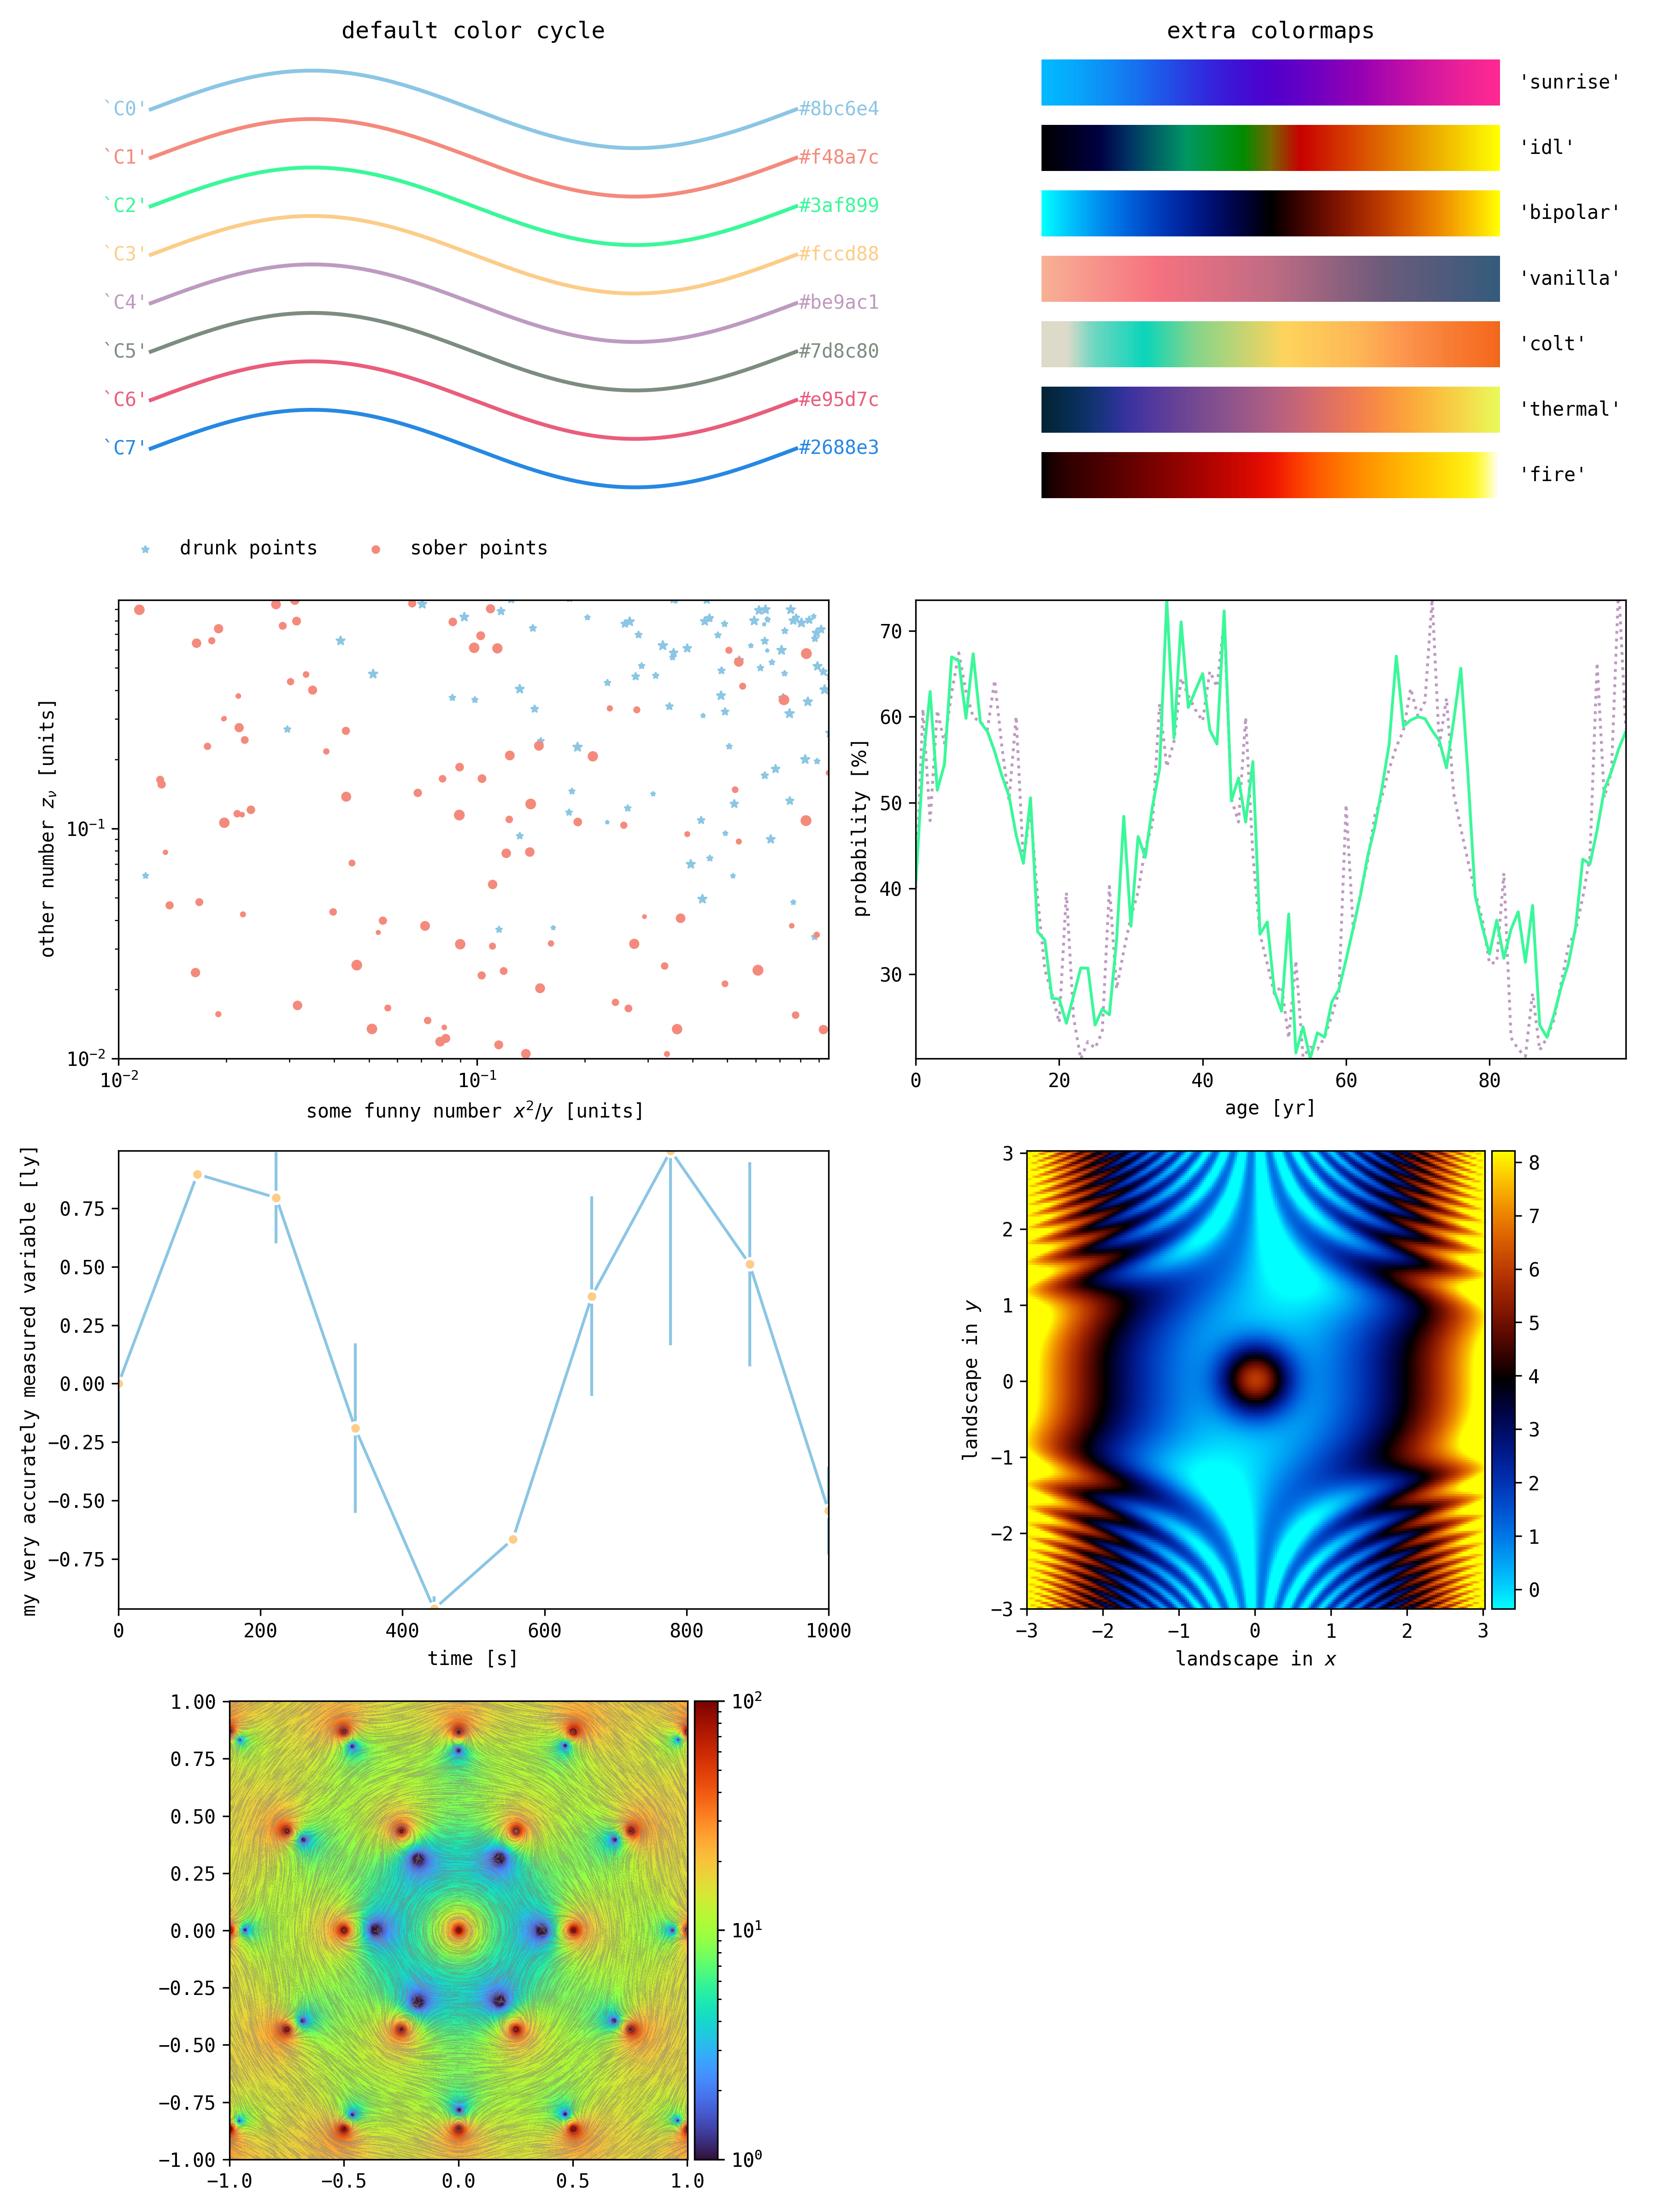 default color cycle
`C0' #8bc6e4
`C1' #f48a7c
`C2' #3af899
`C3' #fccd88
`C4' #be9ac1
`C5' #7d8c80
`C6' #e95d7c
`C7' #2688e3
extra colormaps
'sunrise'
'idl'
'bipolar'
'vanilla'
'colt'
'thermal'
'fire'
drunk points sober points
other number z_ν [units]
10⁻¹
10⁻²
10⁻² 10⁻¹
some funny number x²/y [units]
probability [%]
70
60
50
40
30
0 20 40 60 80
age [yr]
my very accurately measured variable [ly]
0.75
0.50
0.25
0.00
−0.25
−0.50
−0.75
0 200 400 600 800 1000
time [s]
landscape in y
3
2
1
0
−1
−2
−3
−3 −2 −1 0 1 2 3
landscape in x
8
7
6
5
4
3
2
1
0
1.00
0.75
0.50
0.25
0.00
−0.25
−0.50
−0.75
−1.00
−1.0 −0.5 0.0 0.5 1.0
10²
10¹
10⁰